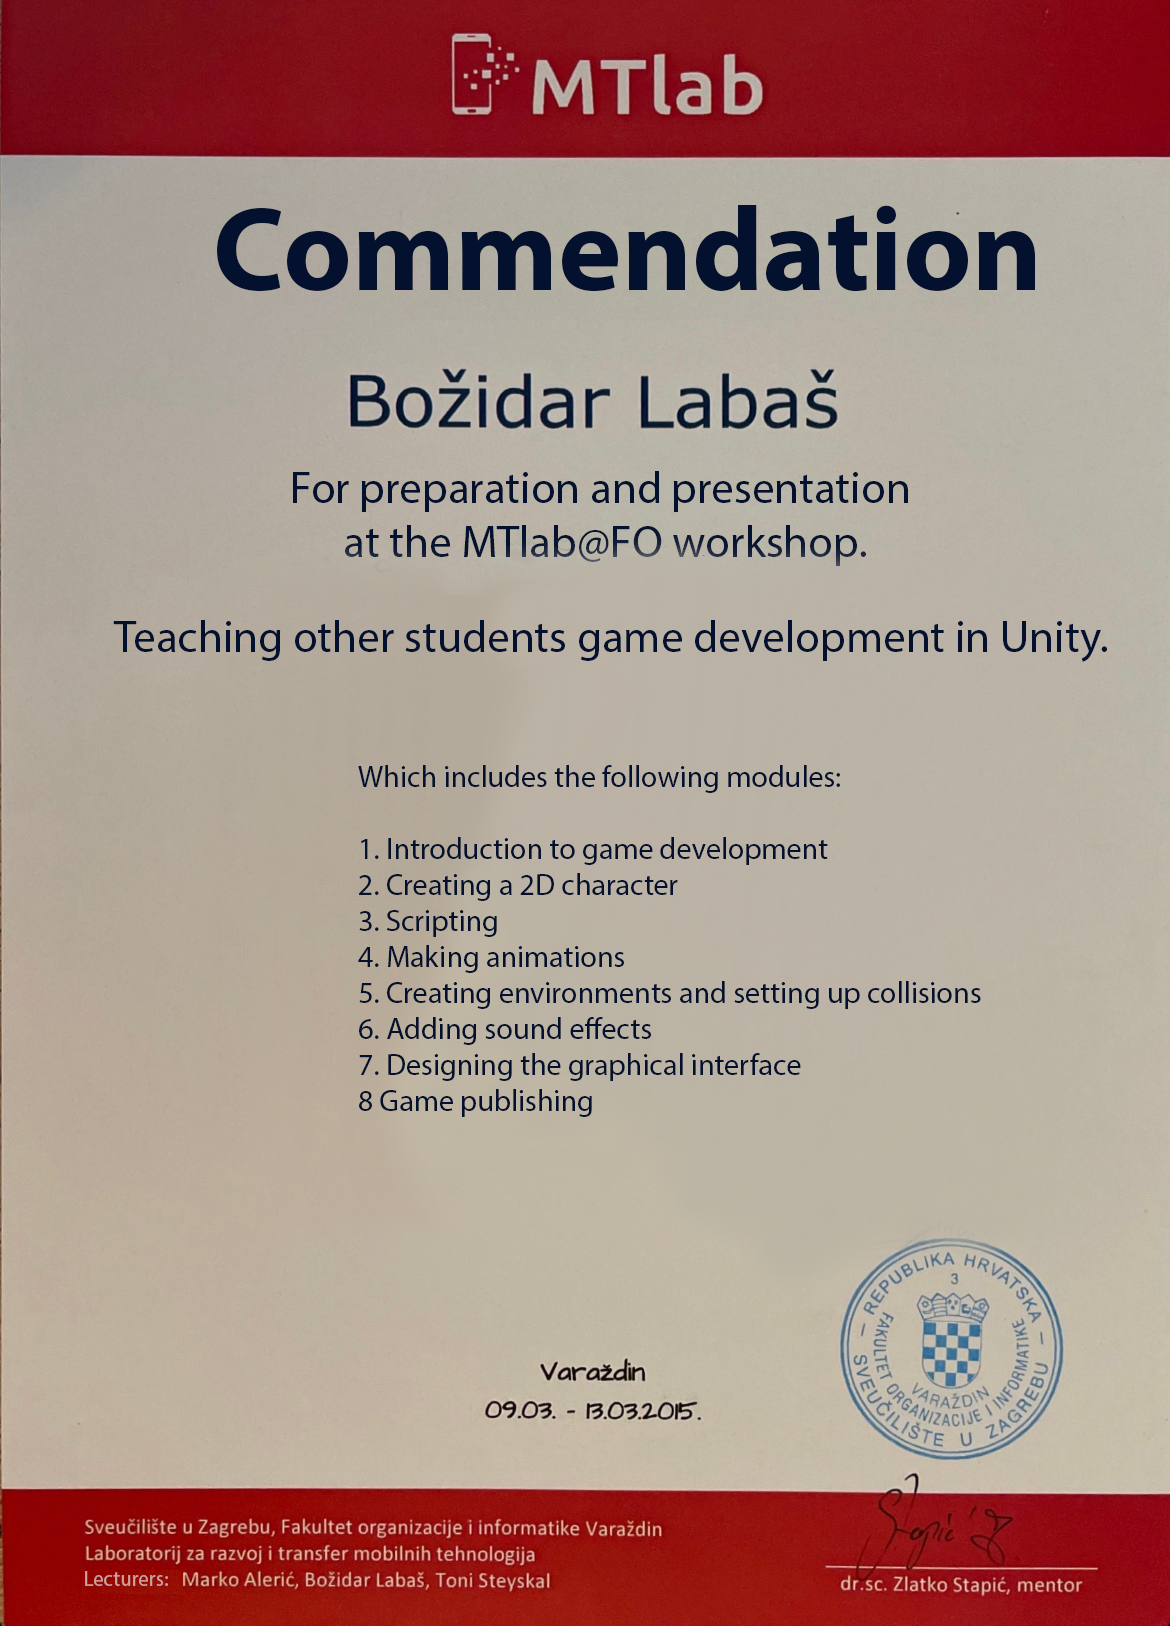 MTlab
Commendation
Božidar Labaš
For preparation and presentation
at the MTlab@FO workshop.
Teaching other students game development in Unity.
Which includes the following modules:
1. Introduction to game development
2. Creating a 2D character
3. Scripting
4. Making animations
5. Creating environments and setting up collisions
6. Adding sound effects
7. Designing the graphical interface
8 Game publishing
REPUBLIKA HRVATSKA
3
FAKULTET ORGANIZACIJE I INFORMATIKE
VARAŽDIN
SVEUČILIŠTE U ZAGREBU
Varaždin
09.03. - 13.03.2015.
Sveučilište u Zagrebu, Fakultet organizacije i informatike Varaždin
Laboratorij za razvoj i transfer mobilnih tehnologija
Lecturers: Marko Alerić, Božidar Labaš, Toni Steyskal
dr.sc. Zlatko Stapić, mentor